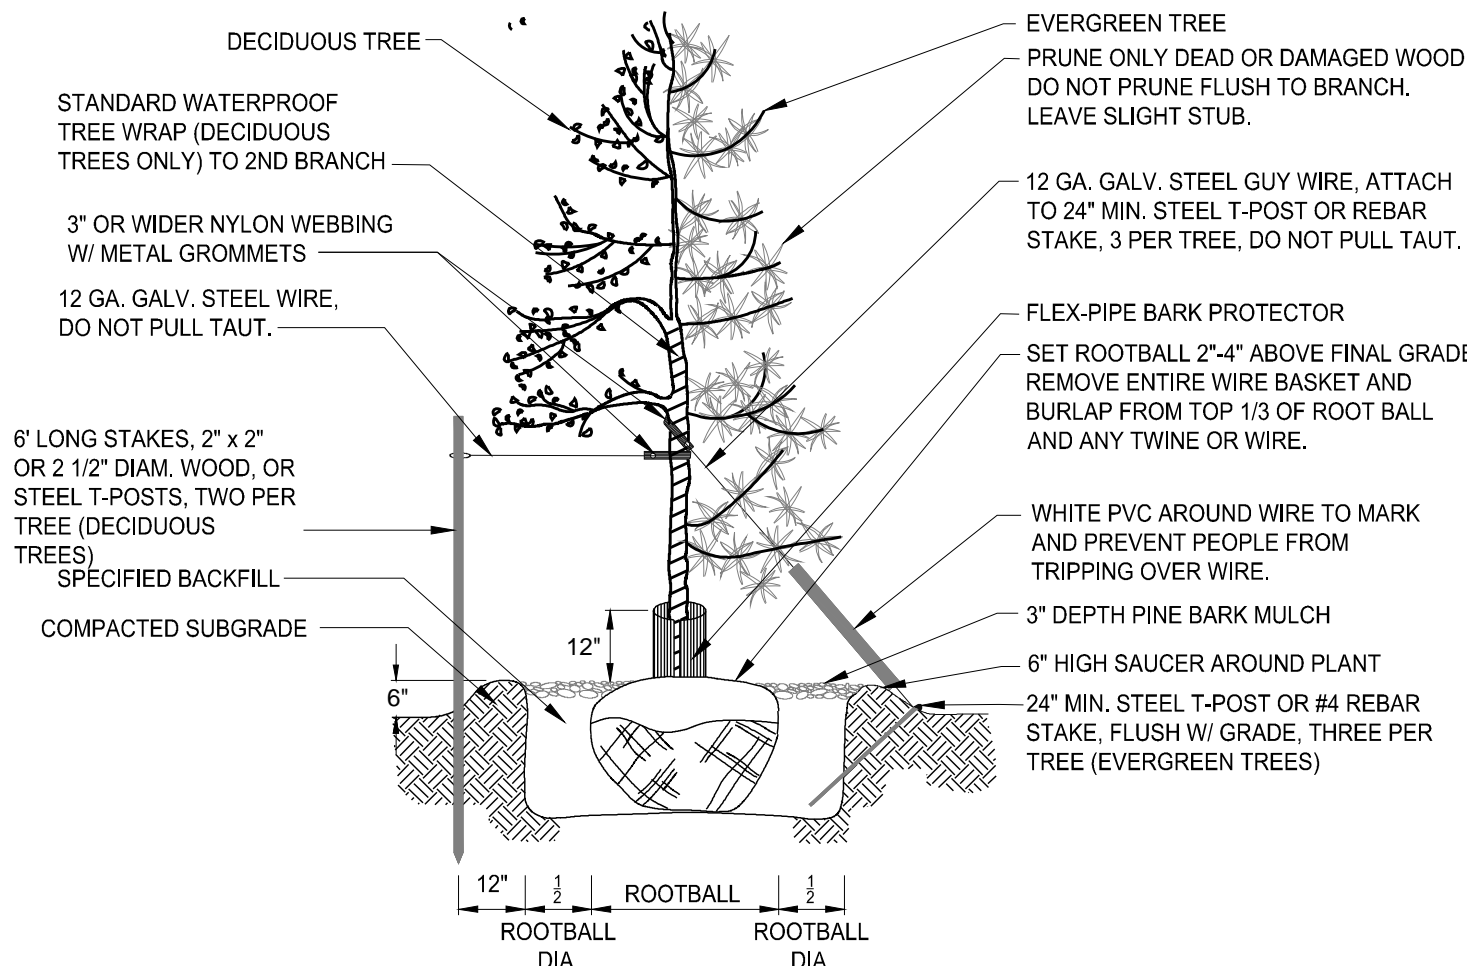 DECIDUOUS TREE
STANDARD WATERPROOF
TREE WRAP (DECIDUOUS
TREES ONLY) TO 2ND BRANCH
3" OR WIDER NYLON WEBBING
W/ METAL GROMMETS
12 GA. GALV. STEEL WIRE,
DO NOT PULL TAUT.
6' LONG STAKES, 2" x 2"
OR 2 1/2" DIAM. WOOD, OR
STEEL T-POSTS, TWO PER
TREE (DECIDUOUS
TREES)
SPECIFIED BACKFILL
COMPACTED SUBGRADE
6"
12"
EVERGREEN TREE
PRUNE ONLY DEAD OR DAMAGED WOOD
DO NOT PRUNE FLUSH TO BRANCH.
LEAVE SLIGHT STUB.
12 GA. GALV. STEEL GUY WIRE, ATTACH
TO 24" MIN. STEEL T-POST OR REBAR
STAKE, 3 PER TREE, DO NOT PULL TAUT.
FLEX-PIPE BARK PROTECTOR
SET ROOTBALL 2"-4" ABOVE FINAL GRADE
REMOVE ENTIRE WIRE BASKET AND
BURLAP FROM TOP 1/3 OF ROOT BALL
AND ANY TWINE OR WIRE.
WHITE PVC AROUND WIRE TO MARK
AND PREVENT PEOPLE FROM
TRIPPING OVER WIRE.
3" DEPTH PINE BARK MULCH
6" HIGH SAUCER AROUND PLANT
24" MIN. STEEL T-POST OR #4 REBAR
STAKE, FLUSH W/ GRADE, THREE PER
TREE (EVERGREEN TREES)
12" 1/2 ROOTBALL 1/2
ROOTBALL ROOTBALL
DIA DIA